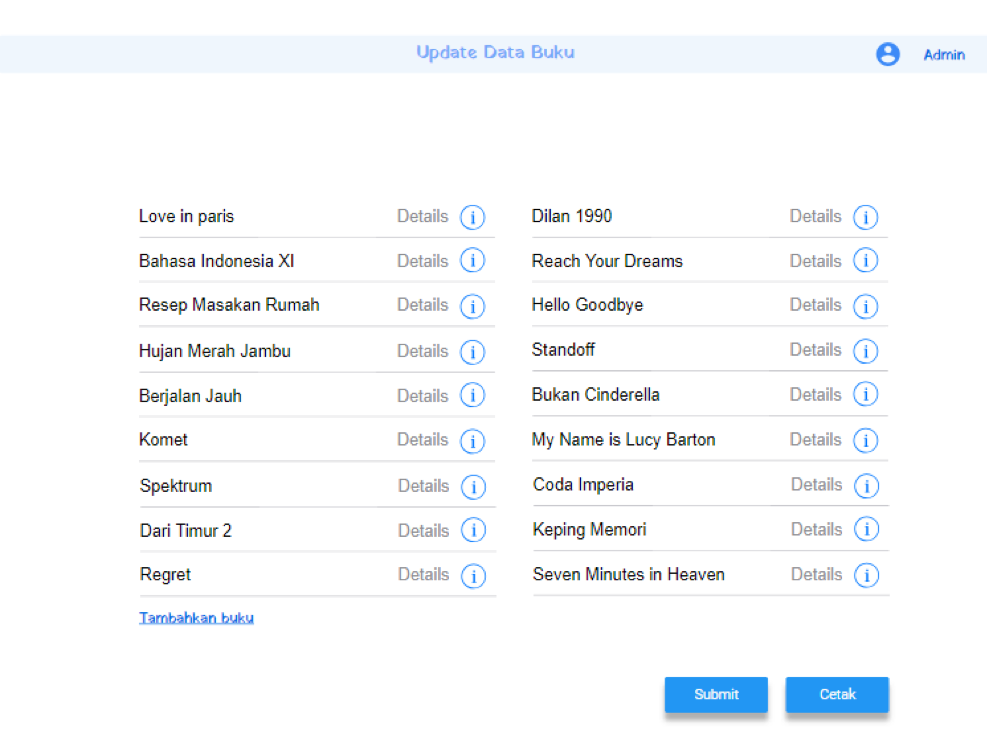 Update Data Buku
Admin
Love in paris Details i
Bahasa Indonesia XI Details i
Resep Masakan Rumah Details i
Hujan Merah Jambu Details i
Berjalan Jauh Details i
Komet Details i
Spektrum Details i
Dari Timur 2 Details i
Regret Details i
Tambahkan buku
Dilan 1990 Details i
Reach Your Dreams Details i
Hello Goodbye Details i
Standoff Details i
Bukan Cinderella Details i
My Name is Lucy Barton Details i
Coda Imperia Details i
Keping Memori Details i
Seven Minutes in Heaven Details i
Submit
Cetak